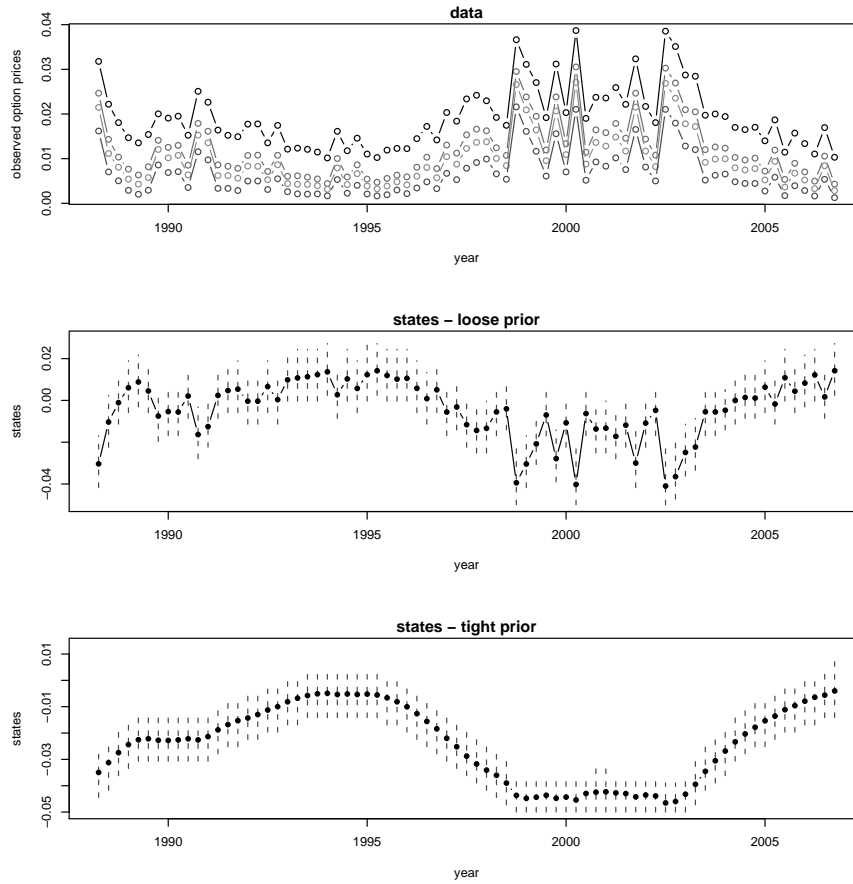 data
observed option prices
0.04
0.03
0.02
0.01
0.00
1990 1995 2000 2005
year
states − loose prior
states
0.02
0.00
−0.04
1990 1995 2000 2005
year
states − tight prior
states
0.01
−0.01
−0.03
−0.05
1990 1995 2000 2005
year